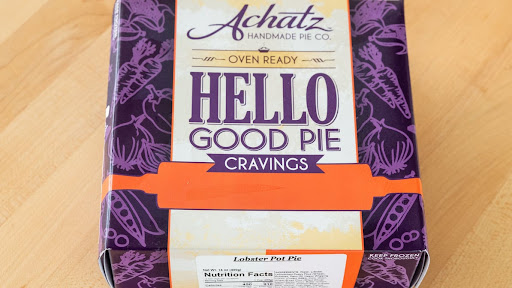 Achatz
HANDMADE PIE CO.
OVEN READY
HELLO
GOOD PIE
CRAVINGS
Lobster Pot Pie
Nutrition Facts
KEEP FROZEN